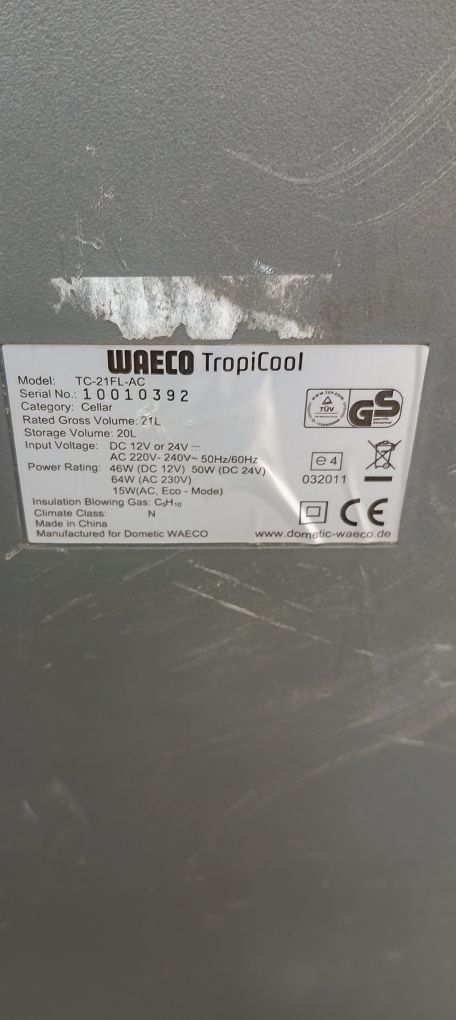 WAECO TropiCool
Model: TC-21FL-AC
Serial No.: 10010392
Category: Cellar
Rated Gross Volume: 21L
Storage Volume: 20L
Input Voltage: DC 12V or 24V⎓
AC 220V- 240V~ 50Hz/60Hz
Power Rating: 46W (DC 12V) 50W (DC 24V)
64W (AC 230V)
15W(AC, Eco - Mode)
Insulation Blowing Gas: C₅H₁₀
Climate Class: N
Made in China
Manufactured for Dometic WAECO
TÜV
GS
geprüfte Sicherheit
e4
032011
CE
www.dometic-waeco.de